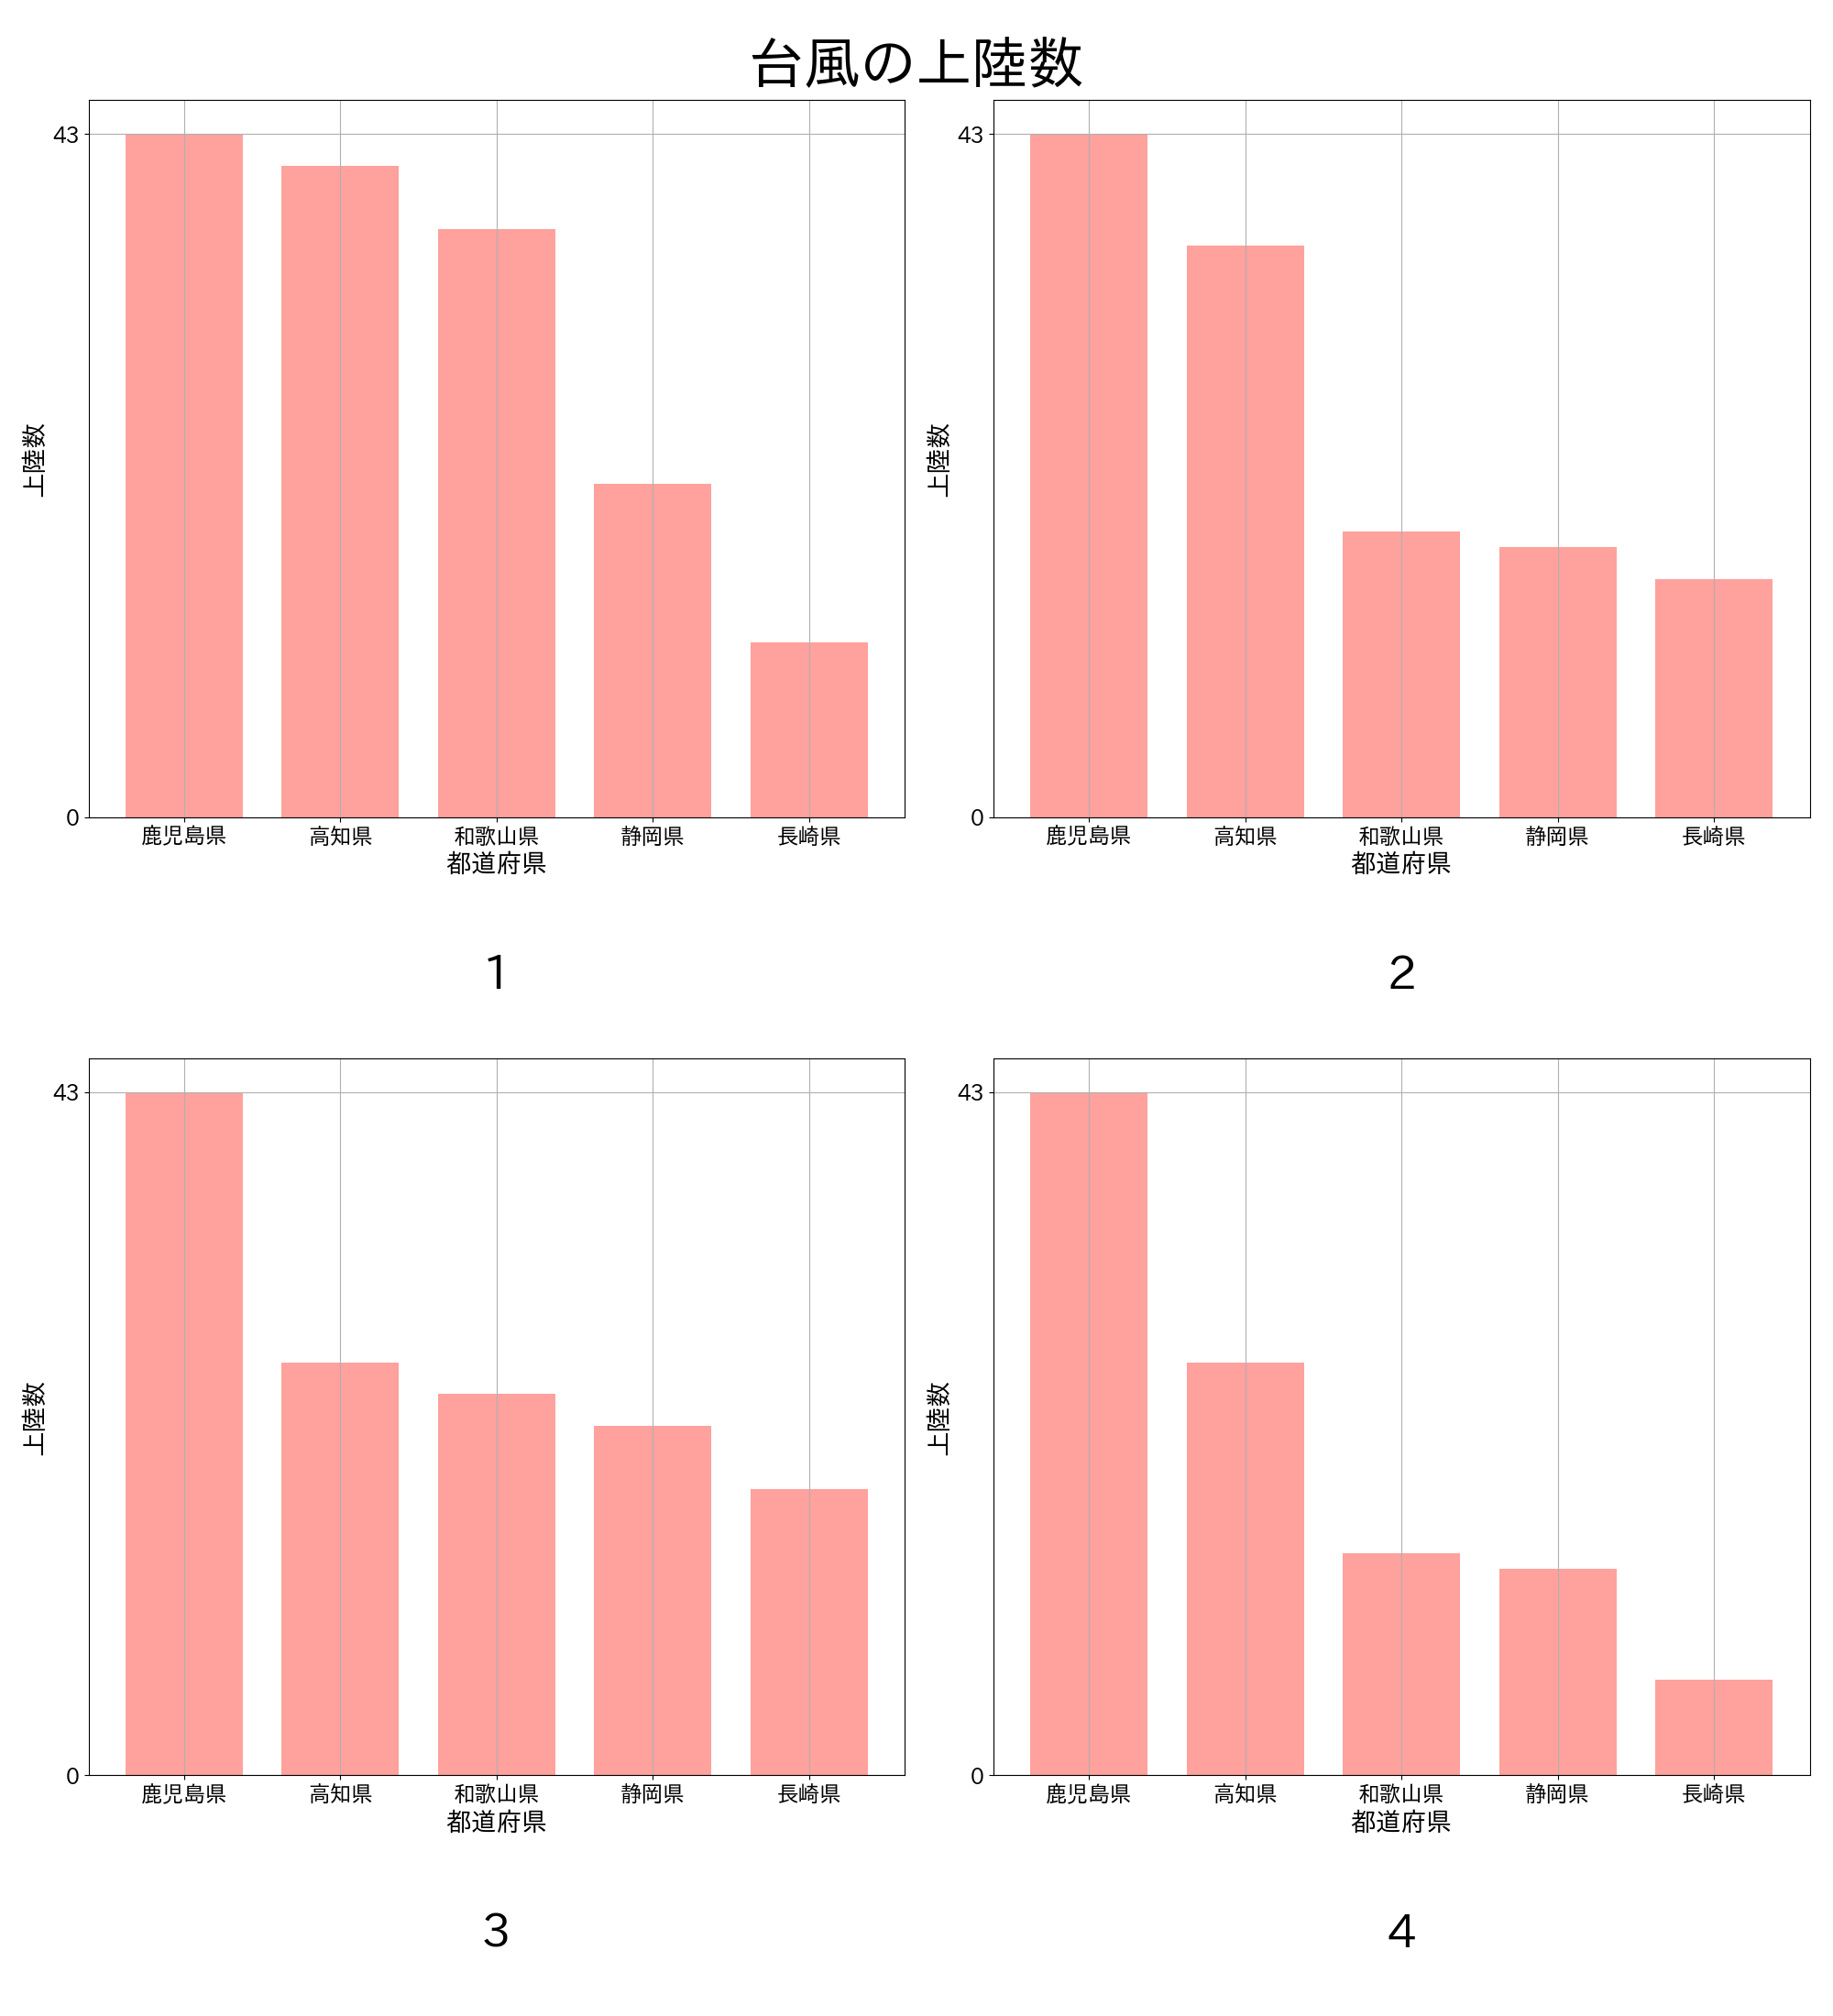 台風の上陸数
43
上陸数
0
鹿児島県 高知県 和歌山県 静岡県 長崎県
都道府県
1
43
上陸数
0
鹿児島県 高知県 和歌山県 静岡県 長崎県
都道府県
2
43
上陸数
0
鹿児島県 高知県 和歌山県 静岡県 長崎県
都道府県
3
43
上陸数
0
鹿児島県 高知県 和歌山県 静岡県 長崎県
都道府県
4